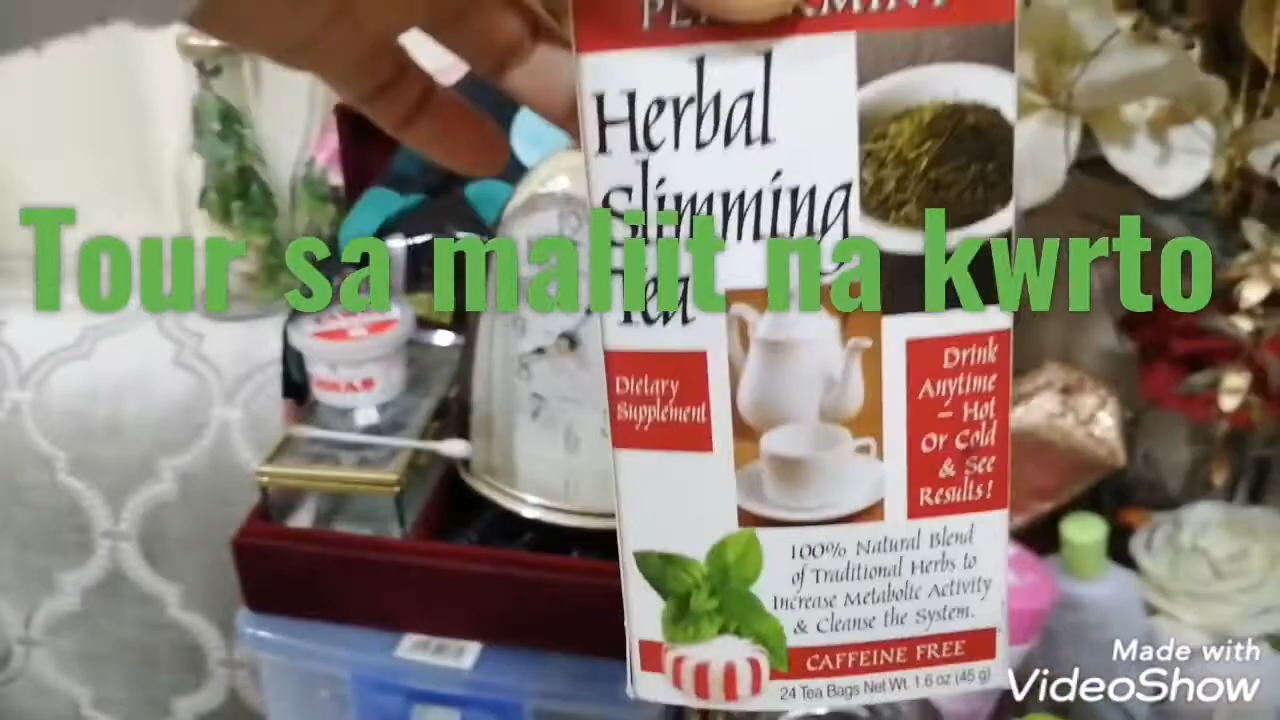 Herbal
Slimming
Tea
Tour sa maliit na kwrto
Dietary
Supplement
Drink
Anytime
– Hot
Or Cold
& See
Results!
100% Natural Blend
of Traditional Herbs to
Increase Metabolic Activity
& Cleanse the System.
CAFFEINE FREE
24 Tea Bags Net Wt. 1.6 oz (45 g)
Made with
VideoShow